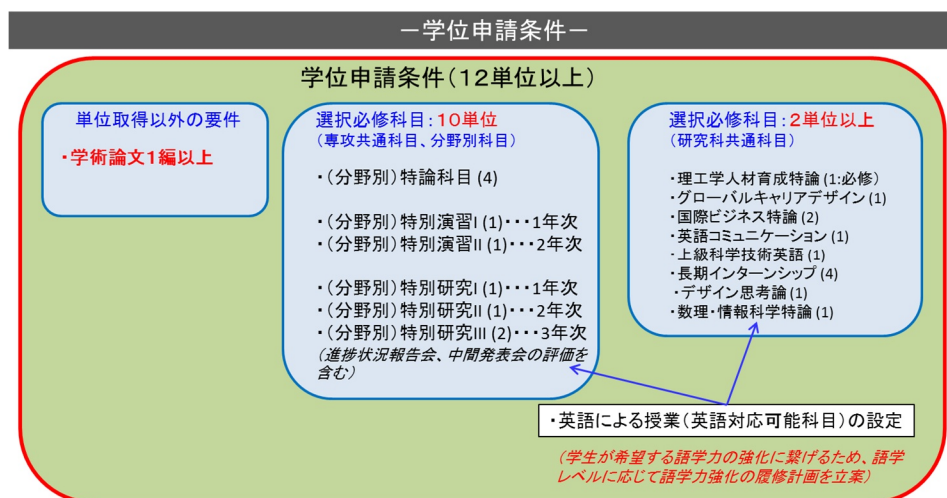 －学位申請条件－
学位申請条件（１２単位以上）
単位取得以外の要件
・学術論文１編以上
選択必修科目：１０単位
（専攻共通科目、分野別科目）
・（分野別）特論科目 (4)
・（分野別）特別演習I (1)・・・1年次
・（分野別）特別演習II (1)・・・2年次
・（分野別）特別研究I (1)・・・1年次
・（分野別）特別研究II (1)・・・2年次
・（分野別）特別研究III (2)・・・3年次
（進捗状況報告会、中間発表会の評価を
含む）
選択必修科目：２単位以上
（研究科共通科目）
・理工学人材育成特論 (1:必修）
・グローバルキャリアデザイン (1)
・国際ビジネス特論 (2)
・英語コミュニケーション (1)
・上級科学技術英語 (1)
・長期インターンシップ (4)
・デザイン思考論 (1)
・数理・情報科学特論 (1)
・英語による授業（英語対応可能科目）の設定
（学生が希望する語学力の強化に繋げるため、語学
レベルに応じて語学力強化の履修計画を立案）